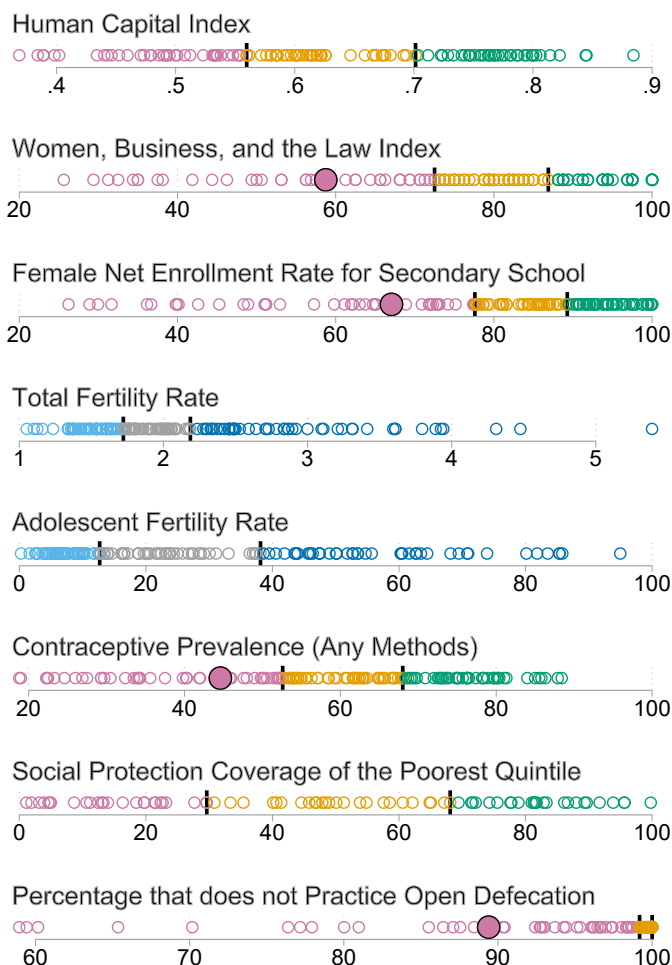 Human Capital Index
.4 .5 .6 .7 .8 .9
Women, Business, and the Law Index
20 40 60 80 100
Female Net Enrollment Rate for Secondary School
20 40 60 80 100
Total Fertility Rate
1 2 3 4 5
Adolescent Fertility Rate
0 20 40 60 80 100
Contraceptive Prevalence (Any Methods)
20 40 60 80 100
Social Protection Coverage of the Poorest Quintile
0 20 40 60 80 100
Percentage that does not Practice Open Defecation
60 70 80 90 100